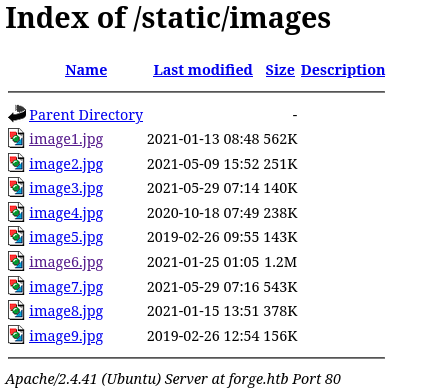 Index of /static/images
Name Last modified Size Description
Parent Directory -
image1.jpg 2021-01-13 08:48 562K
image2.jpg 2021-05-09 15:52 251K
image3.jpg 2021-05-29 07:14 140K
image4.jpg 2020-10-18 07:49 238K
image5.jpg 2019-02-26 09:55 143K
image6.jpg 2021-01-25 01:05 1.2M
image7.jpg 2021-05-29 07:16 543K
image8.jpg 2021-01-15 13:51 378K
image9.jpg 2019-02-26 12:54 156K
Apache/2.4.41 (Ubuntu) Server at forge.htb Port 80